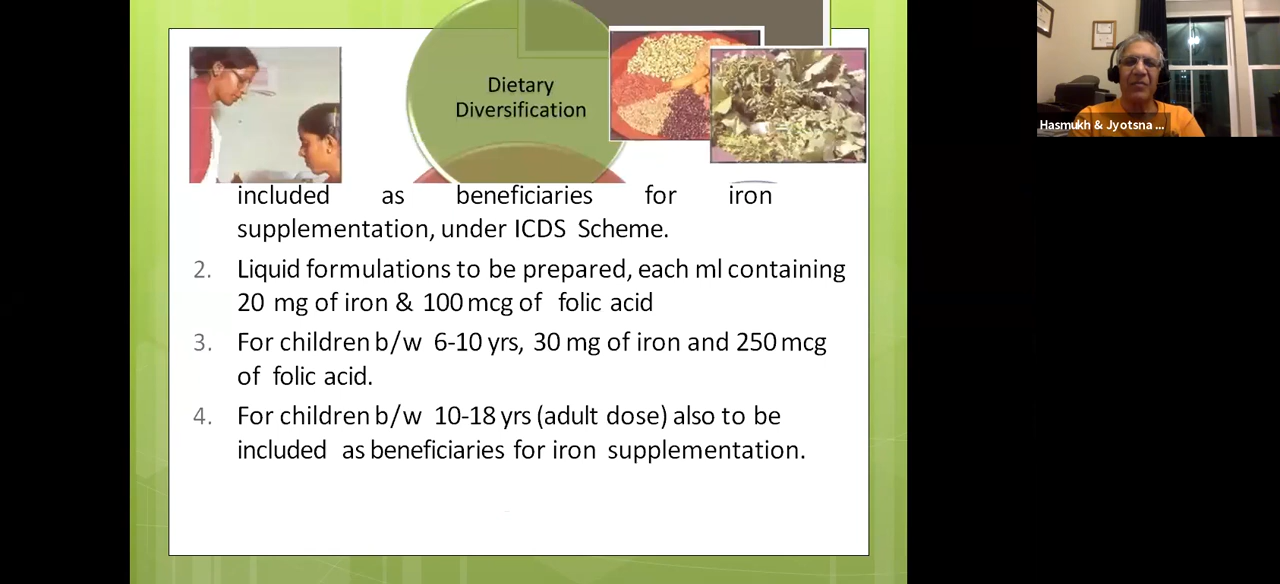 Dietary
Diversification
included as beneficiaries for iron
supplementation, under ICDS Scheme.
2. Liquid formulations to be prepared, each ml containing
20 mg of iron & 100 mcg of folic acid
3. For children b/w 6-10 yrs, 30 mg of iron and 250 mcg
of folic acid.
4. For children b/w 10-18 yrs (adult dose) also to be
included as beneficiaries for iron supplementation.
Hasmukh & Jyotsna ...